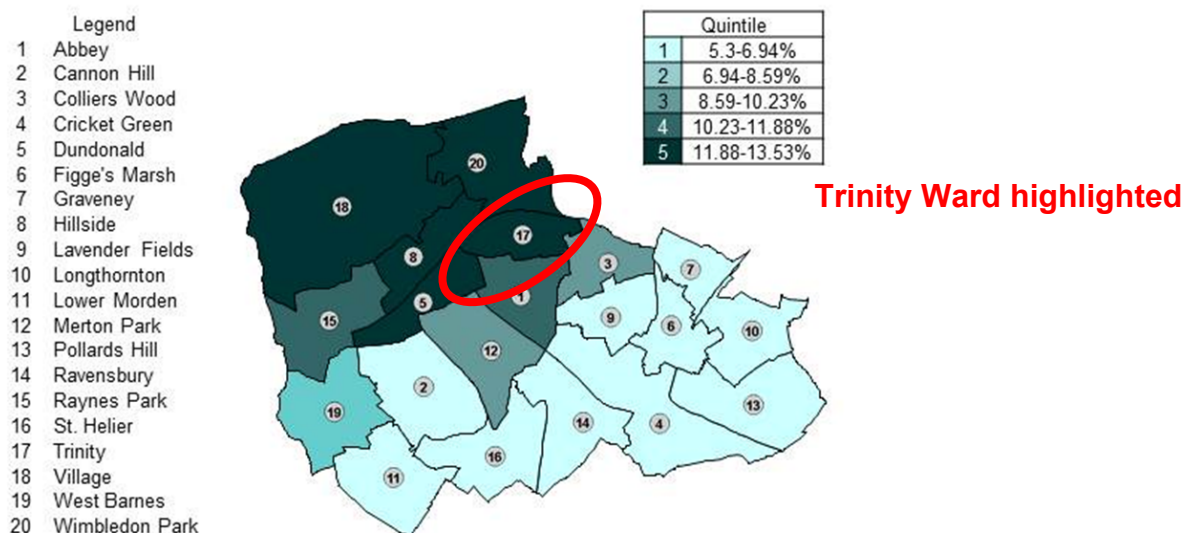 Legend
1 Abbey
2 Cannon Hill
3 Colliers Wood
4 Cricket Green
5 Dundonald
6 Figge's Marsh
7 Graveney
8 Hillside
9 Lavender Fields
10 Longthornton
11 Lower Morden
12 Merton Park
13 Pollards Hill
14 Ravensbury
15 Raynes Park
16 St. Helier
17 Trinity
18 Village
19 West Barnes
20 Wimbledon Park
Quintile
1 5.3-6.94%
2 6.94-8.59%
3 8.59-10.23%
4 10.23-11.88%
5 11.88-13.53%
Trinity Ward highlighted
20
18
17
8
3
7
5
1
15
9
6
10
12
2
13
19
14
4
16
11